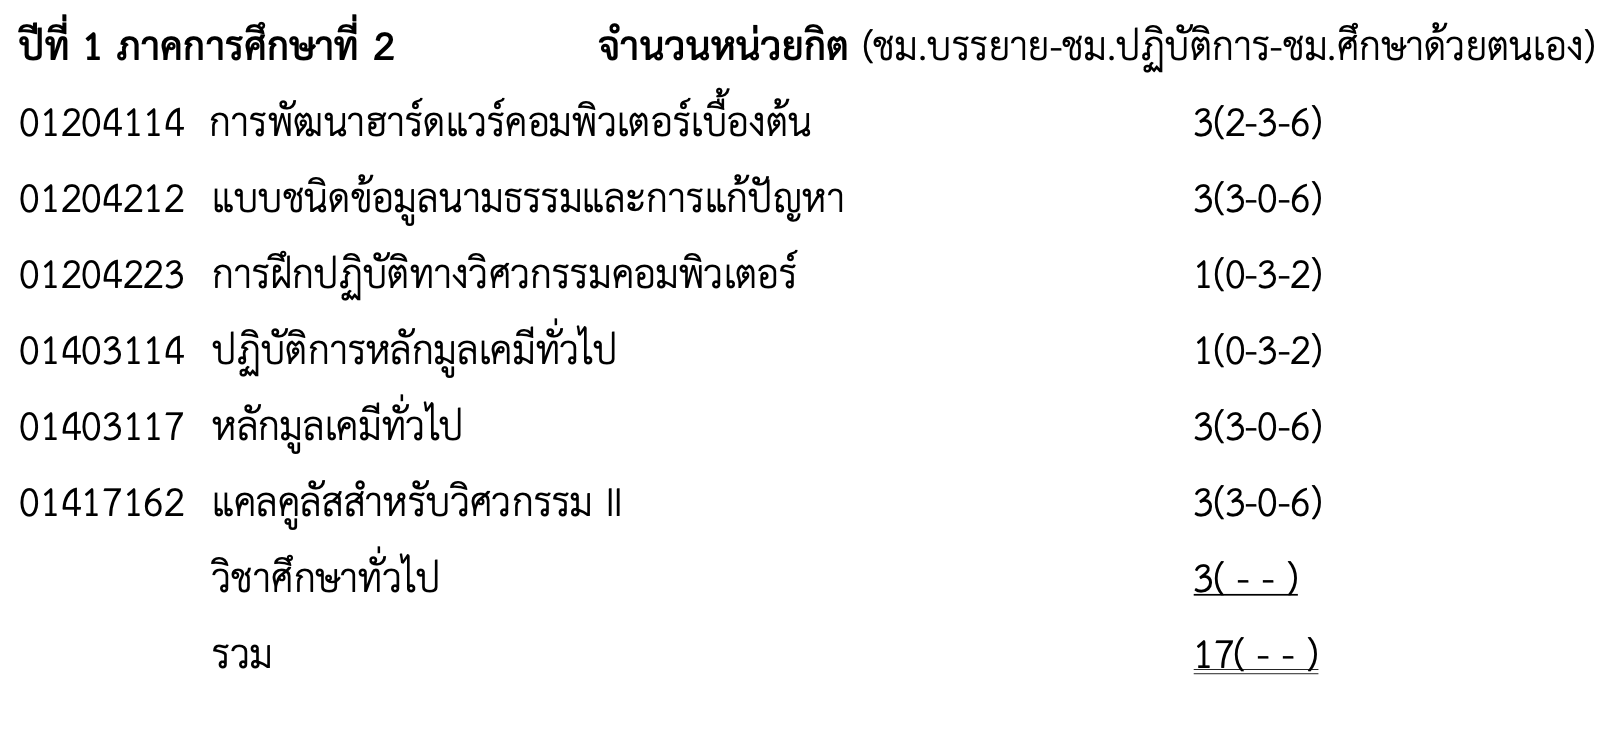 ปีที่ 1 ภาคการศึกษาที่ 2 จำนวนหน่วยกิต (ชม.บรรยาย-ชม.ปฏิบัติการ-ชม.ศึกษาด้วยตนเอง)
01204114 การพัฒนาฮาร์ดแวร์คอมพิวเตอร์เบื้องต้น 3(2-3-6)
01204212 แบบชนิดข้อมูลนามธรรมและการแก้ปัญหา 3(3-0-6)
01204223 การฝึกปฏิบัติทางวิศวกรรมคอมพิวเตอร์ 1(0-3-2)
01403114 ปฏิบัติการหลักมูลเคมีทั่วไป 1(0-3-2)
01403117 หลักมูลเคมีทั่วไป 3(3-0-6)
01417162 แคลคูลัสสำหรับวิศวกรรม II 3(3-0-6)
วิชาศึกษาทั่วไป 3( - - )
รวม 17( - - )